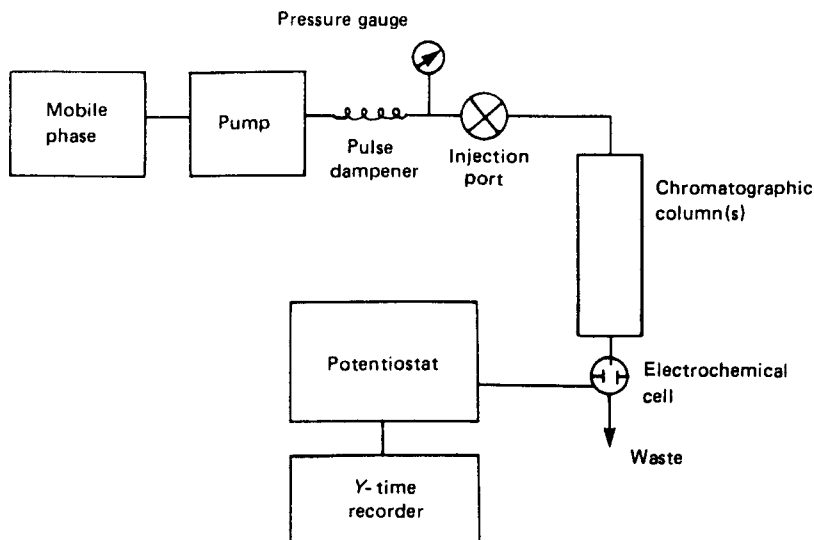 Pressure gauge
Mobile
phase
Pump
Pulse
dampener
Injection
port
Chromatographic
column(s)
Potentiostat
Electrochemical
cell
Waste
Y- time
recorder